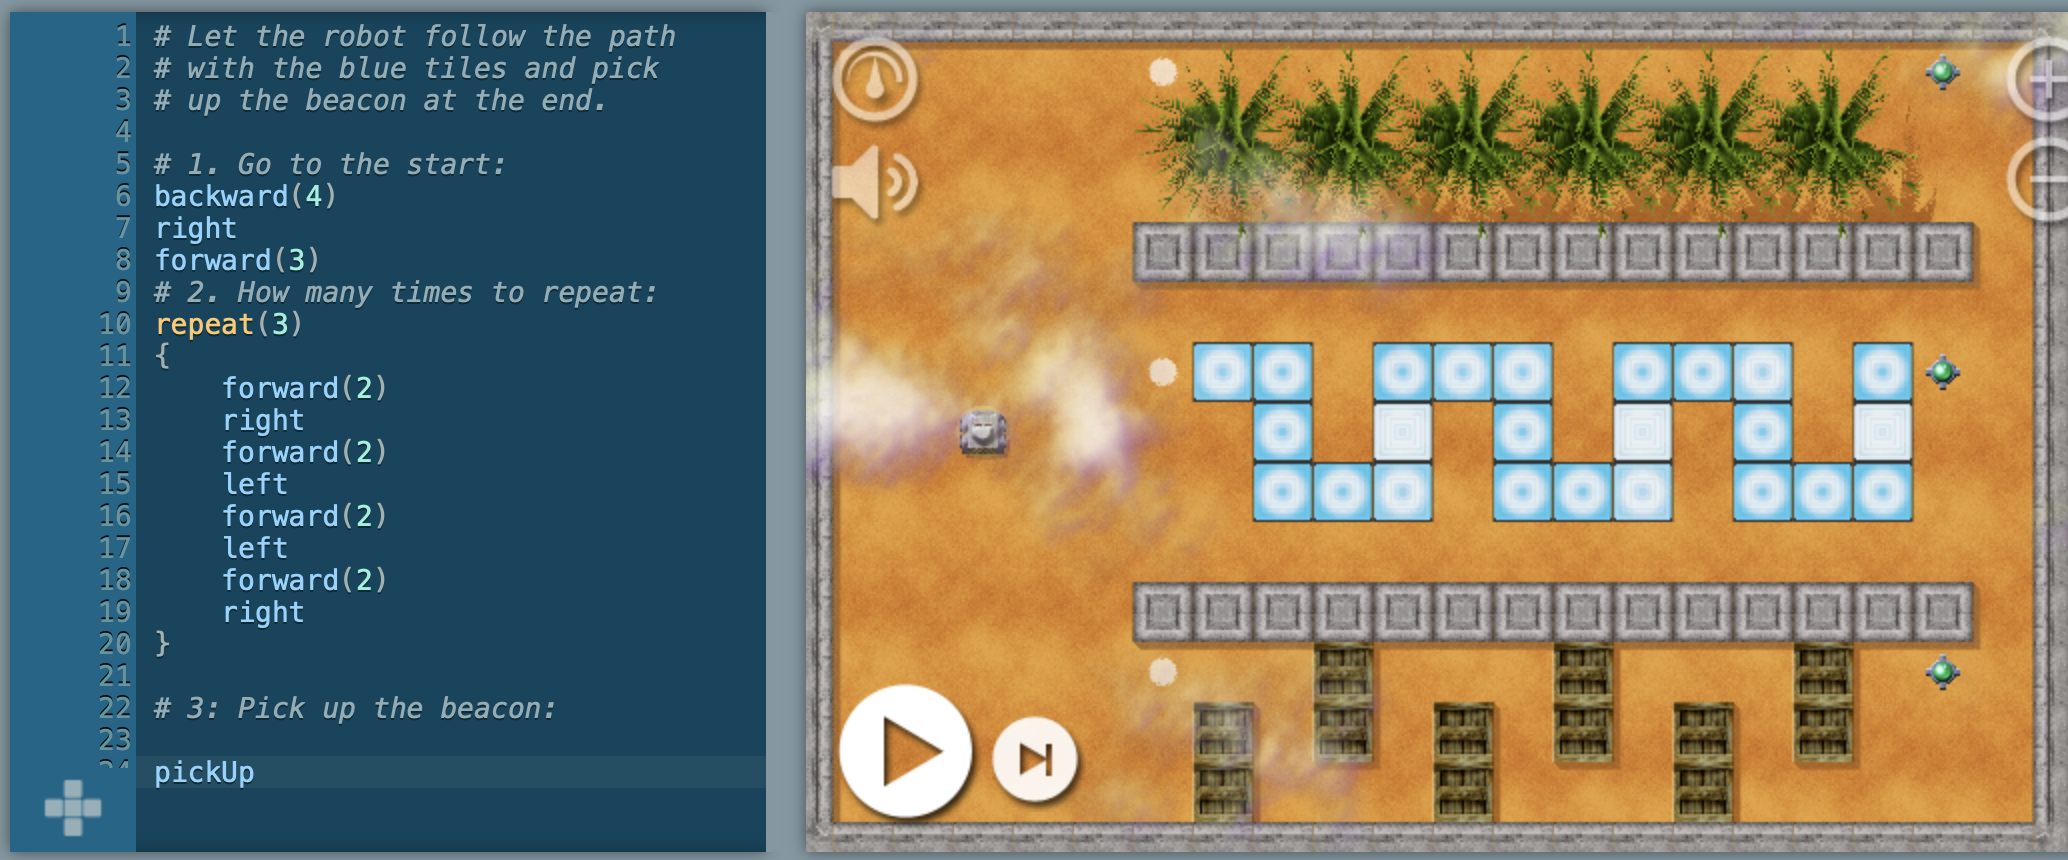 1 # Let the robot follow the path
2 # with the blue tiles and pick
3 # up the beacon at the end.
4
5 # 1. Go to the start:
6 backward(4)
7 right
8 forward(3)
9 # 2. How many times to repeat:
10 repeat(3)
11 {
12 forward(2)
13 right
14 forward(2)
15 left
16 forward(2)
17 left
18 forward(2)
19 right
20 }
21
22 # 3: Pick up the beacon:
23
24 pickUp